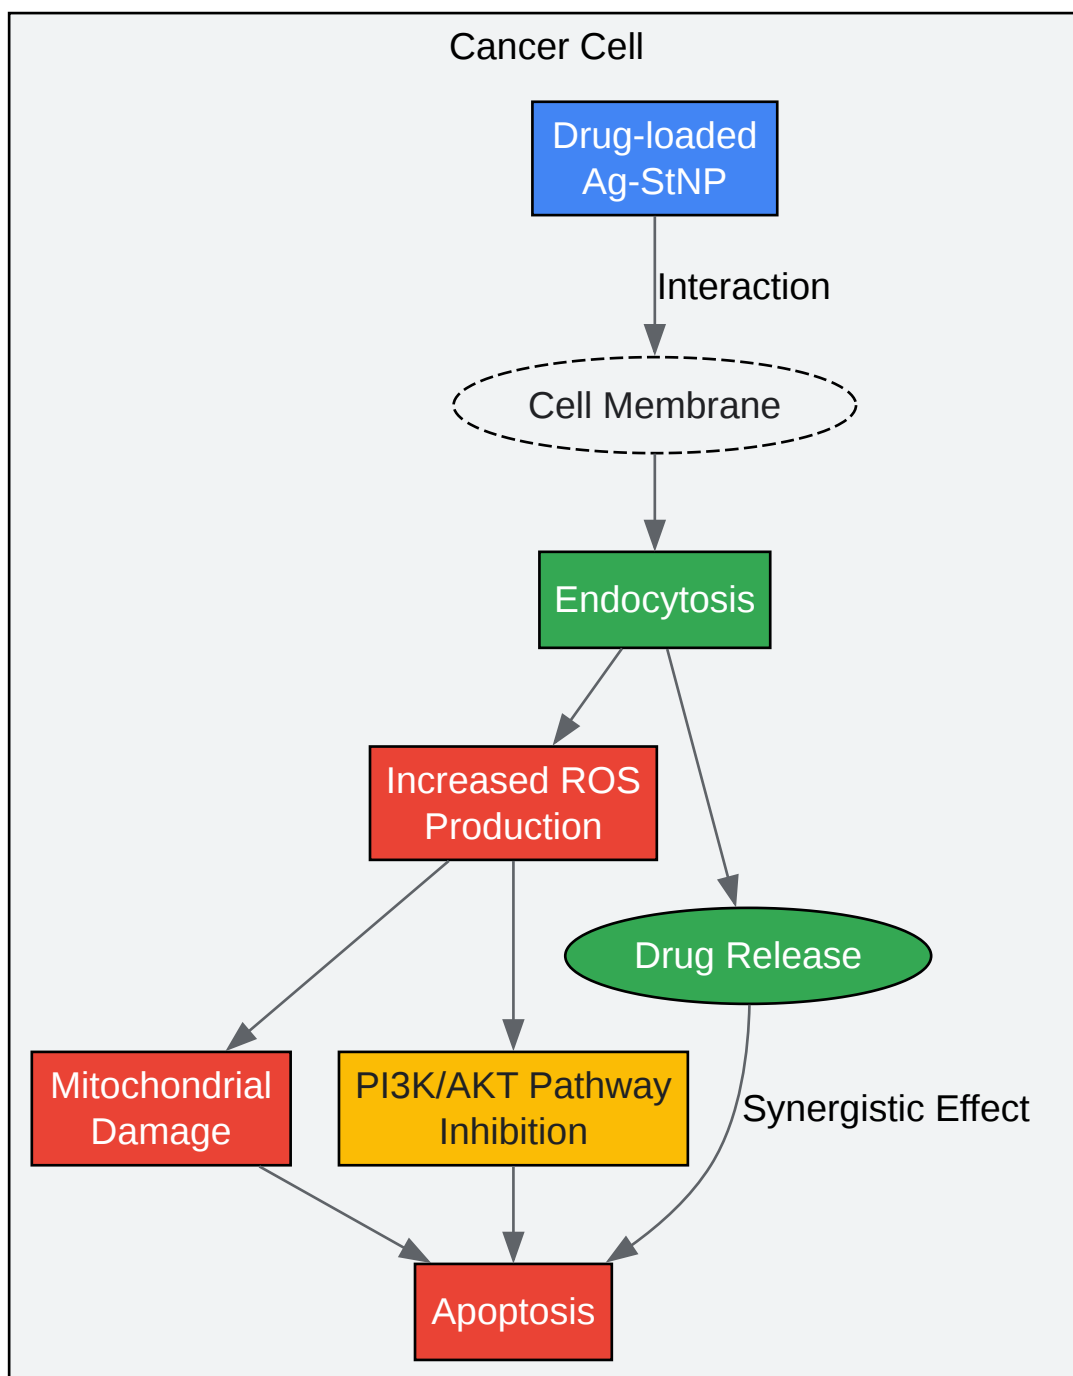 Cancer Cell
Drug-loaded
Ag-StNP
Interaction
Cell Membrane
Endocytosis
Increased ROS
Production
Drug Release
Mitochondrial
Damage
PI3K/AKT Pathway
Inhibition
Synergistic Effect
Apoptosis